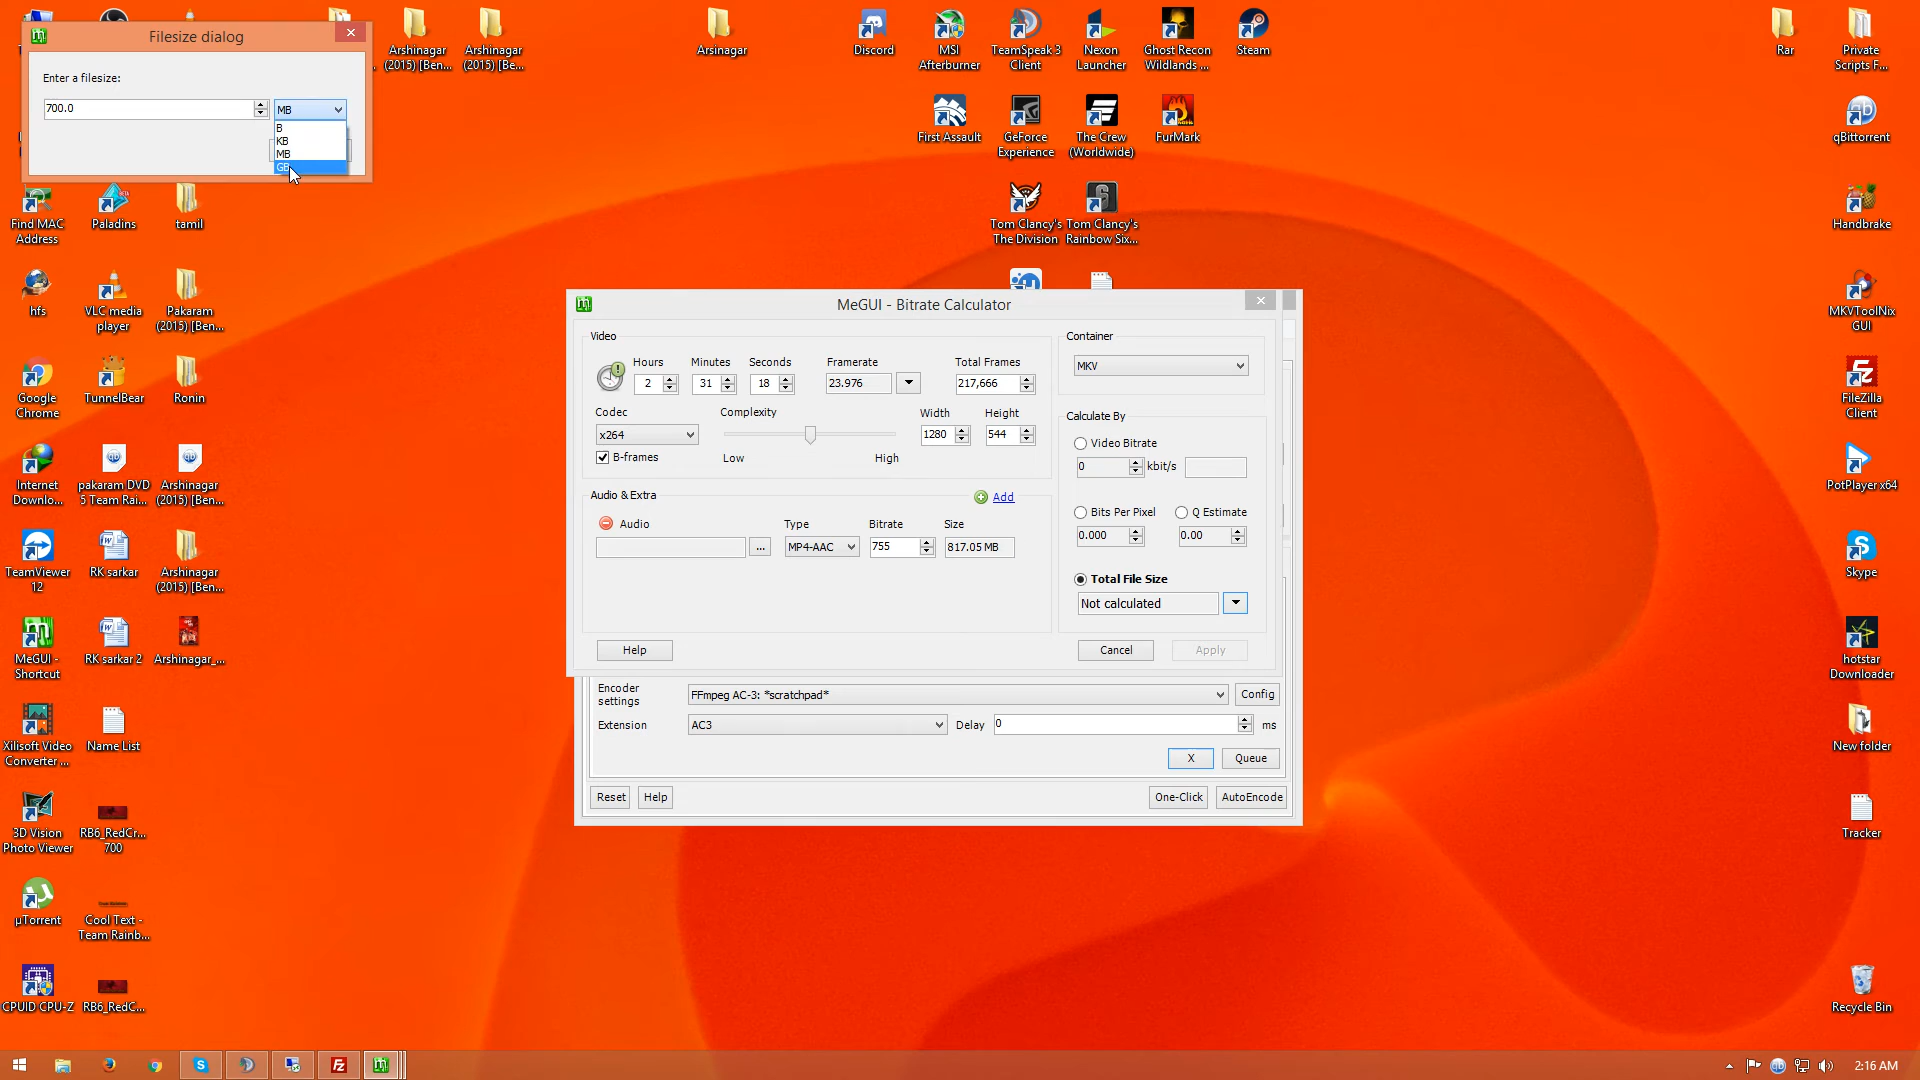 Filesize dialog
Enter a filesize:
700.0
MB
B
KB
MB
GB
Arshinagar
(2015) [Ben...
Arshinagar
(2015) [Be...
Arsinagar
Discord
MSI
Afterburner
TeamSpeak 3
Client
Nexon
Launcher
Ghost Recon
Wildlands ...
Steam
Rar
Private
Scripts F...
First Assault
GeForce
Experience
The Crew
(Worldwide)
FurMark
qBittorrent
Find MAC
Address
Paladins
tamil
Tom Clancy's
The Division
Tom Clancy's
Rainbow Six...
Handbrake
hfs
VLC media
player
Pakaram
(2015) [Ben...
MKVToolNix
GUI
Google
Chrome
TunnelBear
Ronin
FileZilla
Client
Internet
Downlo...
pakaram DVD
5 Team Rai...
Arshinagar
(2015) [Be...
PotPlayer x64
TeamViewer
12
RK sarkar
Arshinagar
(2015) [Ben...
Skype
MeGUI -
Shortcut
RK sarkar 2
Arshinagar_...
hotstar
Downloader
Xilisoft Video
Converter ...
Name List
New folder
3D Vision
Photo Viewer
RB6_RedCr...
700
Tracker
µTorrent
Cool Text -
Team Rainb...
CPUID CPU-Z
RB6_RedC...
Recycle Bin
MeGUI - Bitrate Calculator
Video
Hours
Minutes
Seconds
Framerate
Total Frames
2
31
18
23.976
217,666
Codec
Complexity
Width
Height
x264
1280
544
B-frames
Low
High
Audio & Extra
Add
Audio
Type
Bitrate
Size
...
MP4-AAC
755
817.05 MB
Container
MKV
Calculate By
Video Bitrate
0
kbit/s
Bits Per Pixel
Q Estimate
0.000
0.00
Total File Size
Not calculated
Help
Cancel
Apply
Encoder
settings
FFmpeg AC-3: *scratchpad*
Config
Extension
AC3
Delay
0
ms
X
Queue
Reset
Help
One-Click
AutoEncode
2:16 AM